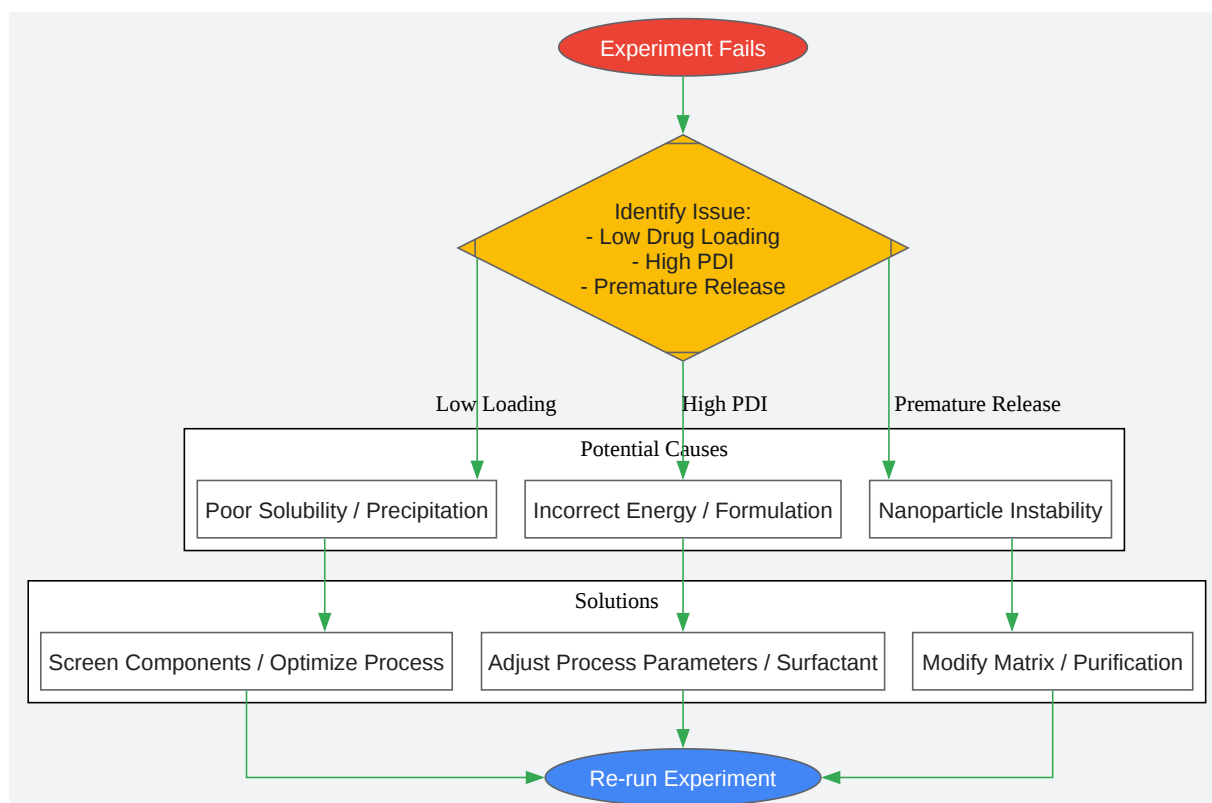 Experiment Fails
Identify Issue:
- Low Drug Loading
- High PDI
- Premature Release
Low Loading
High PDI
Premature Release
Potential Causes
Poor Solubility / Precipitation
Incorrect Energy / Formulation
Nanoparticle Instability
Solutions
Screen Components / Optimize Process
Adjust Process Parameters / Surfactant
Modify Matrix / Purification
Re-run Experiment